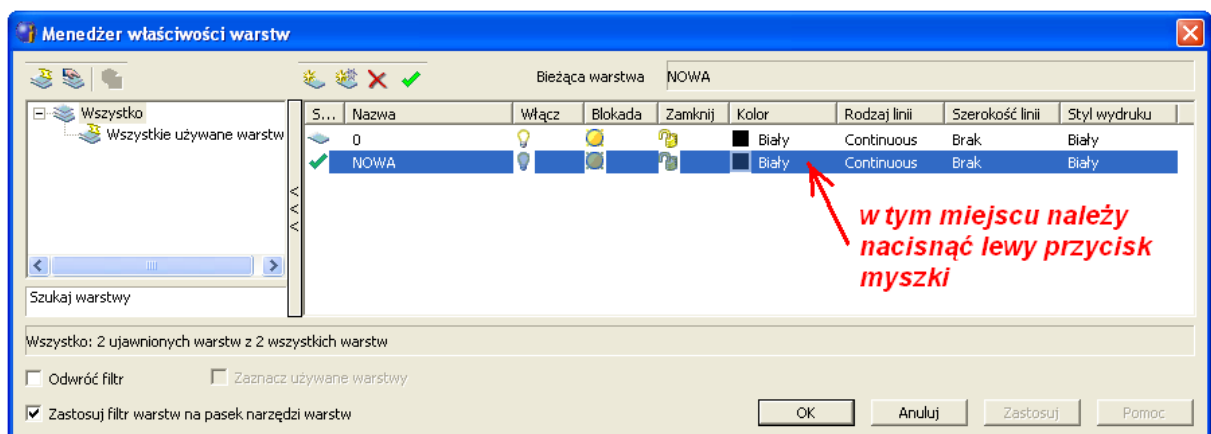 Menedżer właściwości warstw
Bieżąca warstwa NOWA
Wszystko
Wszystkie używane warstw
S... Nazwa Włącz Blokada Zamknij Kolor Rodzaj linii Szerokość linii Styl wydruku
0 Biały Continuous Brak Biały
NOWA Biały Continuous Brak Biały
<
<
<
w tym miejscu należy
nacisnąć lewy przycisk
myszki
Szukaj warstwy
Wszystko: 2 ujawnionych warstw z 2 wszystkich warstw
Odwróć filtr Zaznacz używane warstwy
Zastosuj filtr warstw na pasek narzędzi warstw
OK Anuluj Zastosuj Pomoc